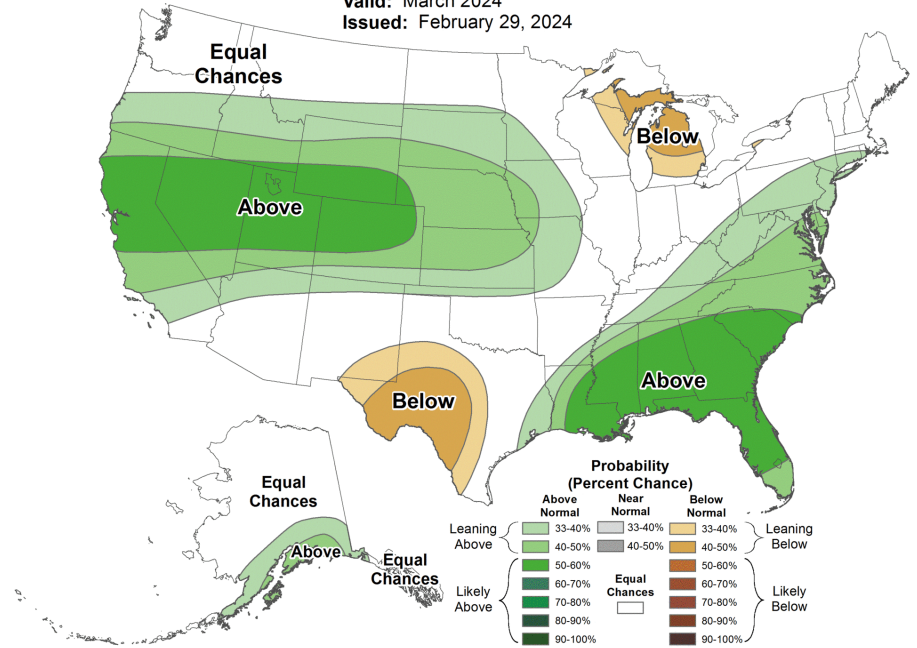 Valid: March 2024
Issued: February 29, 2024
Equal
Chances
Below
Above
Below
Above
Equal
Chances
Above
Equal
Chances
Probability
(Percent Chance)
Above
Normal
Near
Normal
Below
Normal
Leaning
Above
33-40%
33-40%
33-40%
40-50%
40-50%
40-50%
Leaning
Below
Likely
Above
50-60%
60-70%
70-80%
80-90%
90-100%
Equal
Chances
50-60%
60-70%
70-80%
80-90%
90-100%
Likely
Below